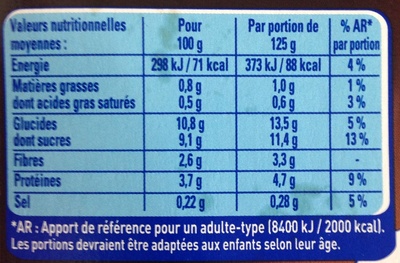 Valeurs nutritionnelles moyennes : Pour 100 g Par portion de 125 g % AR* par portion
Energie 298 kJ / 71 kcal 373 kJ / 88 kcal 4 %
Matières grasses 0,8 g 1,0 g 1 %
dont acides gras saturés 0,5 g 0,6 g 3 %
Glucides 10,8 g 13,5 g 5 %
dont sucres 9,1 g 11,4 g 13 %
Fibres 2,6 g 3,3 g -
Protéines 3,7 g 4,7 g 9 %
Sel 0,22 g 0,28 g 5 %
*AR : Apport de référence pour un adulte-type (8400 kJ / 2000 kcal).
Les portions devraient être adaptées aux enfants selon leur âge.